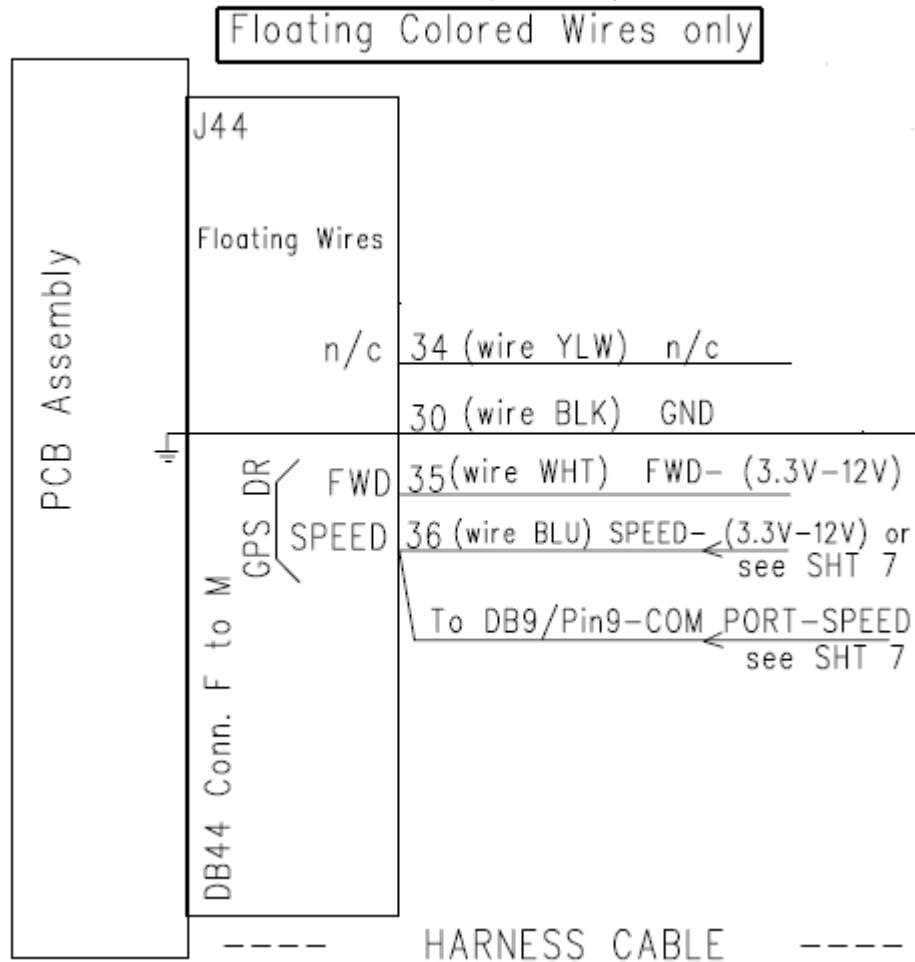 Floating Colored Wires only
J44
Floating Wires
PCB Assembly
n/c 34 (wire YLW) n/c
30 (wire BLK) GND
GPS DR
FWD 35 (wire WHT) FWD- (3.3V-12V)
SPEED 36 (wire BLU) SPEED- (3.3V-12V) or
see SHT 7
To DB9/Pin9-COM PORT-SPEED
see SHT 7
DB44 Conn. F to M
---- HARNESS CABLE ----